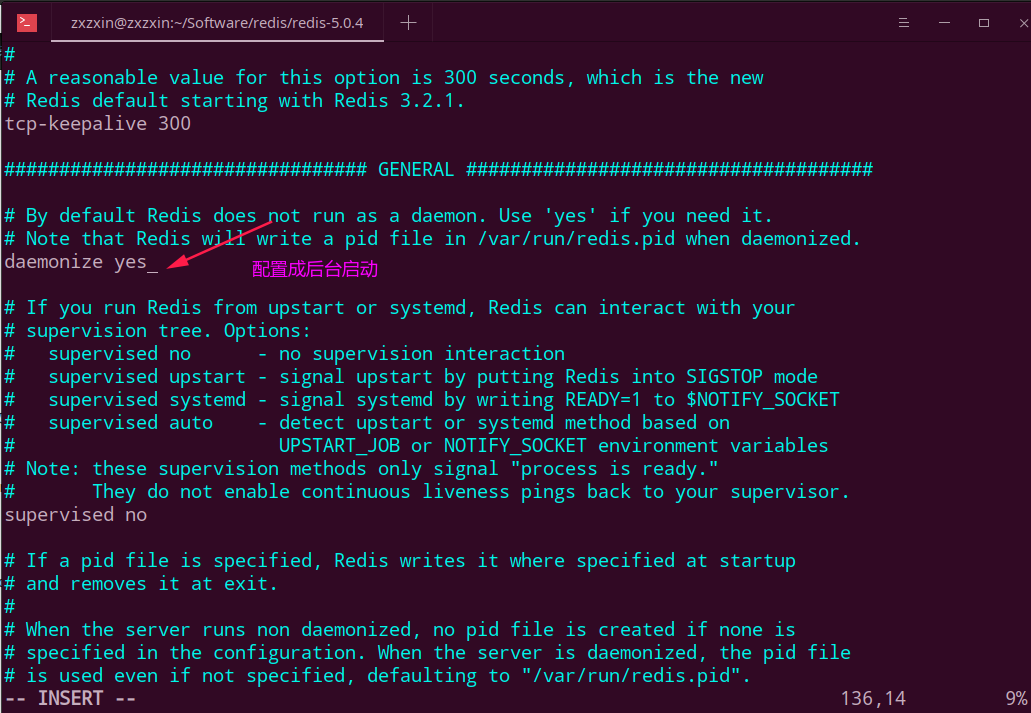 >_ zxzxin@zxzxin:~/Software/redis/redis-5.0.4
#
# A reasonable value for this option is 300 seconds, which is the new
# Redis default starting with Redis 3.2.1.
tcp-keepalive 300
################################# GENERAL #####################################
# By default Redis does not run as a daemon. Use 'yes' if you need it.
# Note that Redis will write a pid file in /var/run/redis.pid when daemonized.
daemonize yes_
配置成后台启动
# If you run Redis from upstart or systemd, Redis can interact with your
# supervision tree. Options:
#   supervised no      - no supervision interaction
#   supervised upstart - signal upstart by putting Redis into SIGSTOP mode
#   supervised systemd - signal systemd by writing READY=1 to $NOTIFY_SOCKET
#   supervised auto    - detect upstart or systemd method based on
#                        UPSTART_JOB or NOTIFY_SOCKET environment variables
# Note: these supervision methods only signal "process is ready."
#       They do not enable continuous liveness pings back to your supervisor.
supervised no
# If a pid file is specified, Redis writes it where specified at startup
# and removes it at exit.
#
# When the server runs non daemonized, no pid file is created if none is
# specified in the configuration. When the server is daemonized, the pid file
# is used even if not specified, defaulting to "/var/run/redis.pid".
-- INSERT -- 136,14 9%